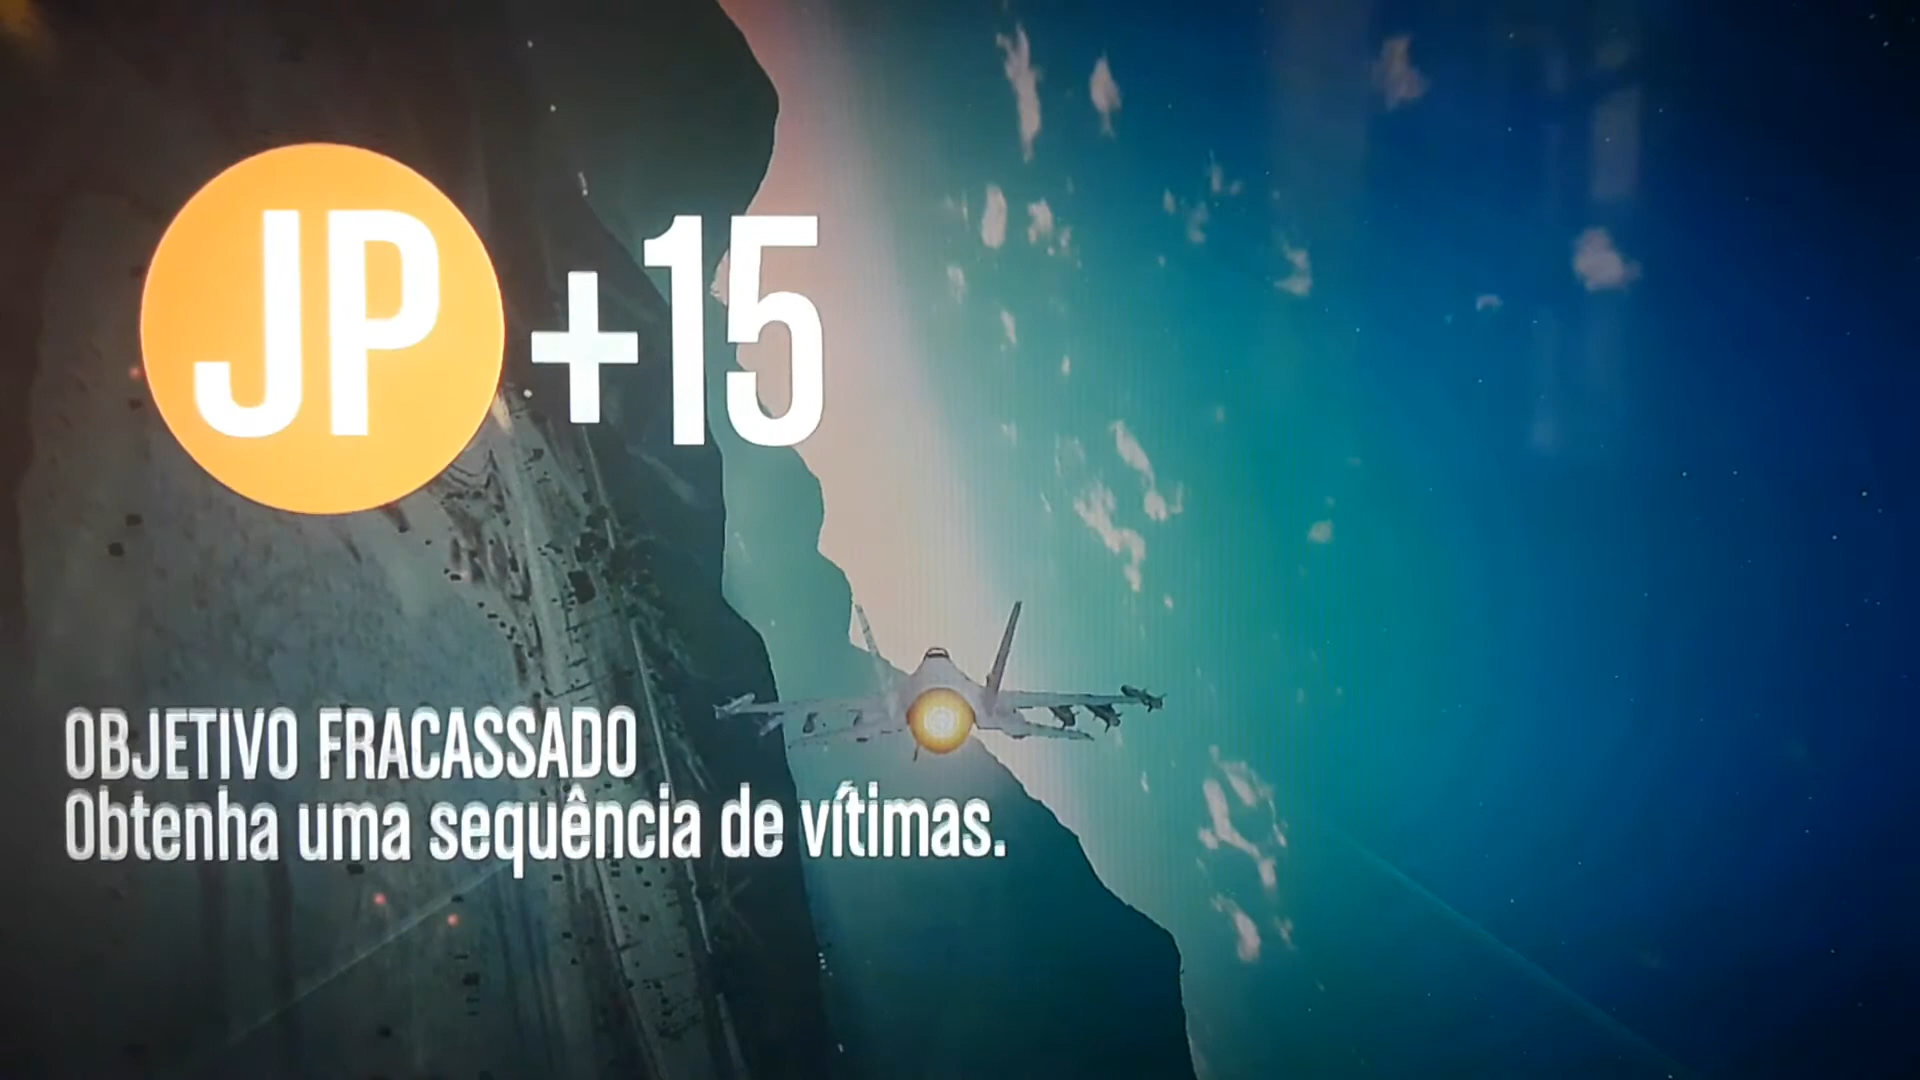 JP +15
OBJETIVO FRACASSADO
Obtenha uma sequência de vítimas.